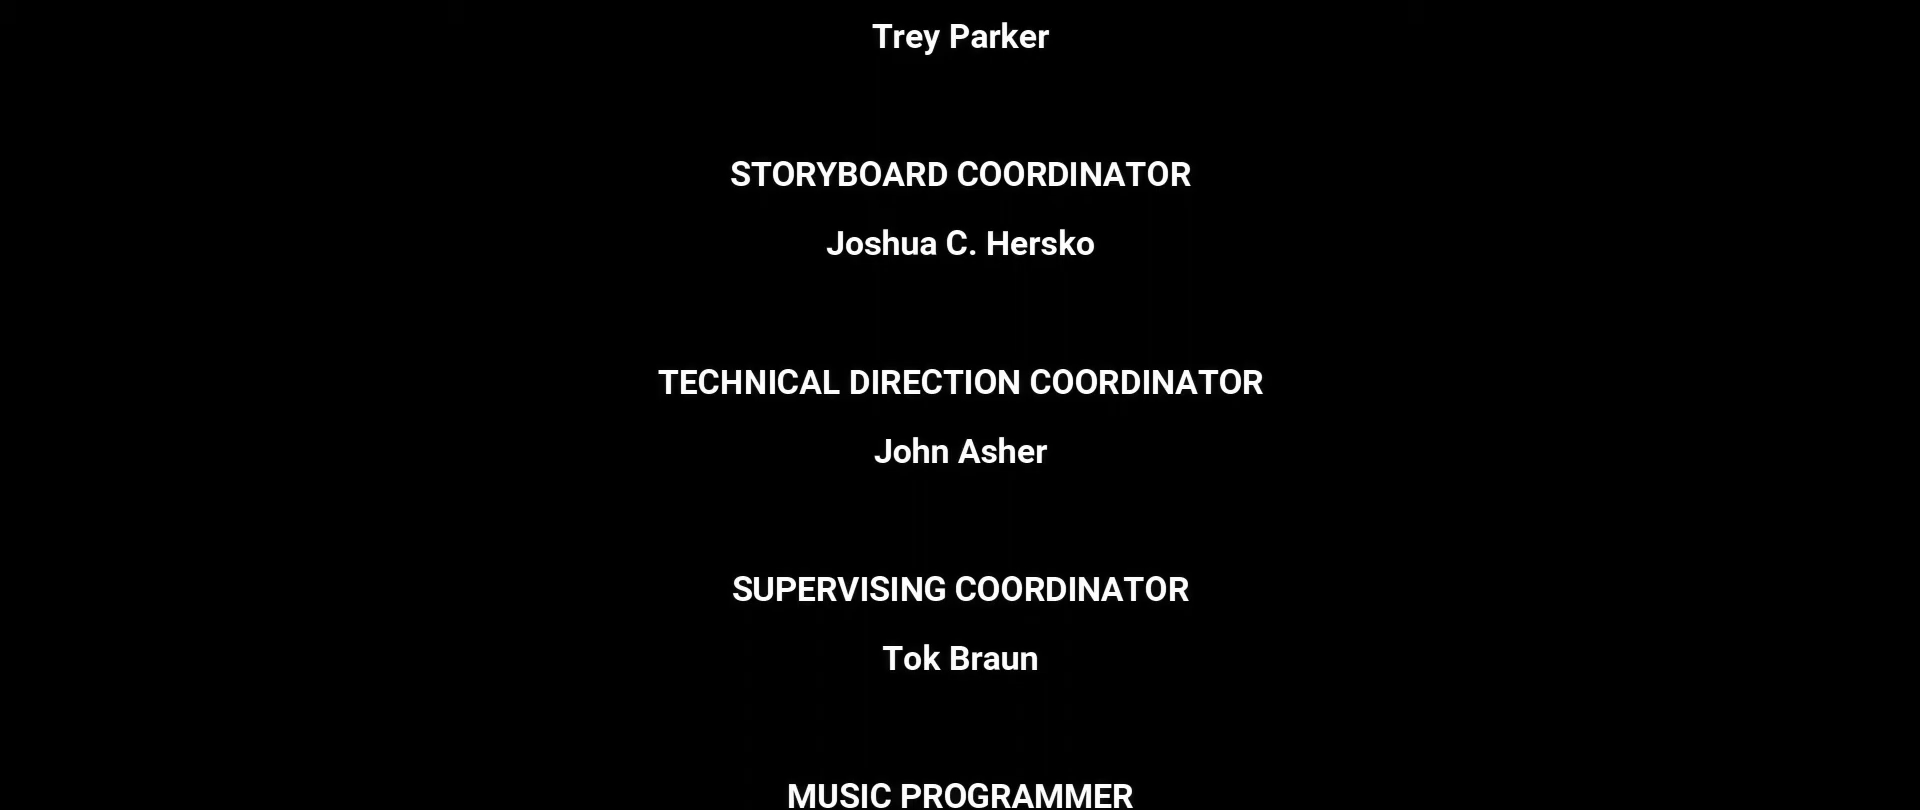 Trey Parker
STORYBOARD COORDINATOR
Joshua C. Hersko
TECHNICAL DIRECTION COORDINATOR
John Asher
SUPERVISING COORDINATOR
Tok Braun
MUSIC PROGRAMMER